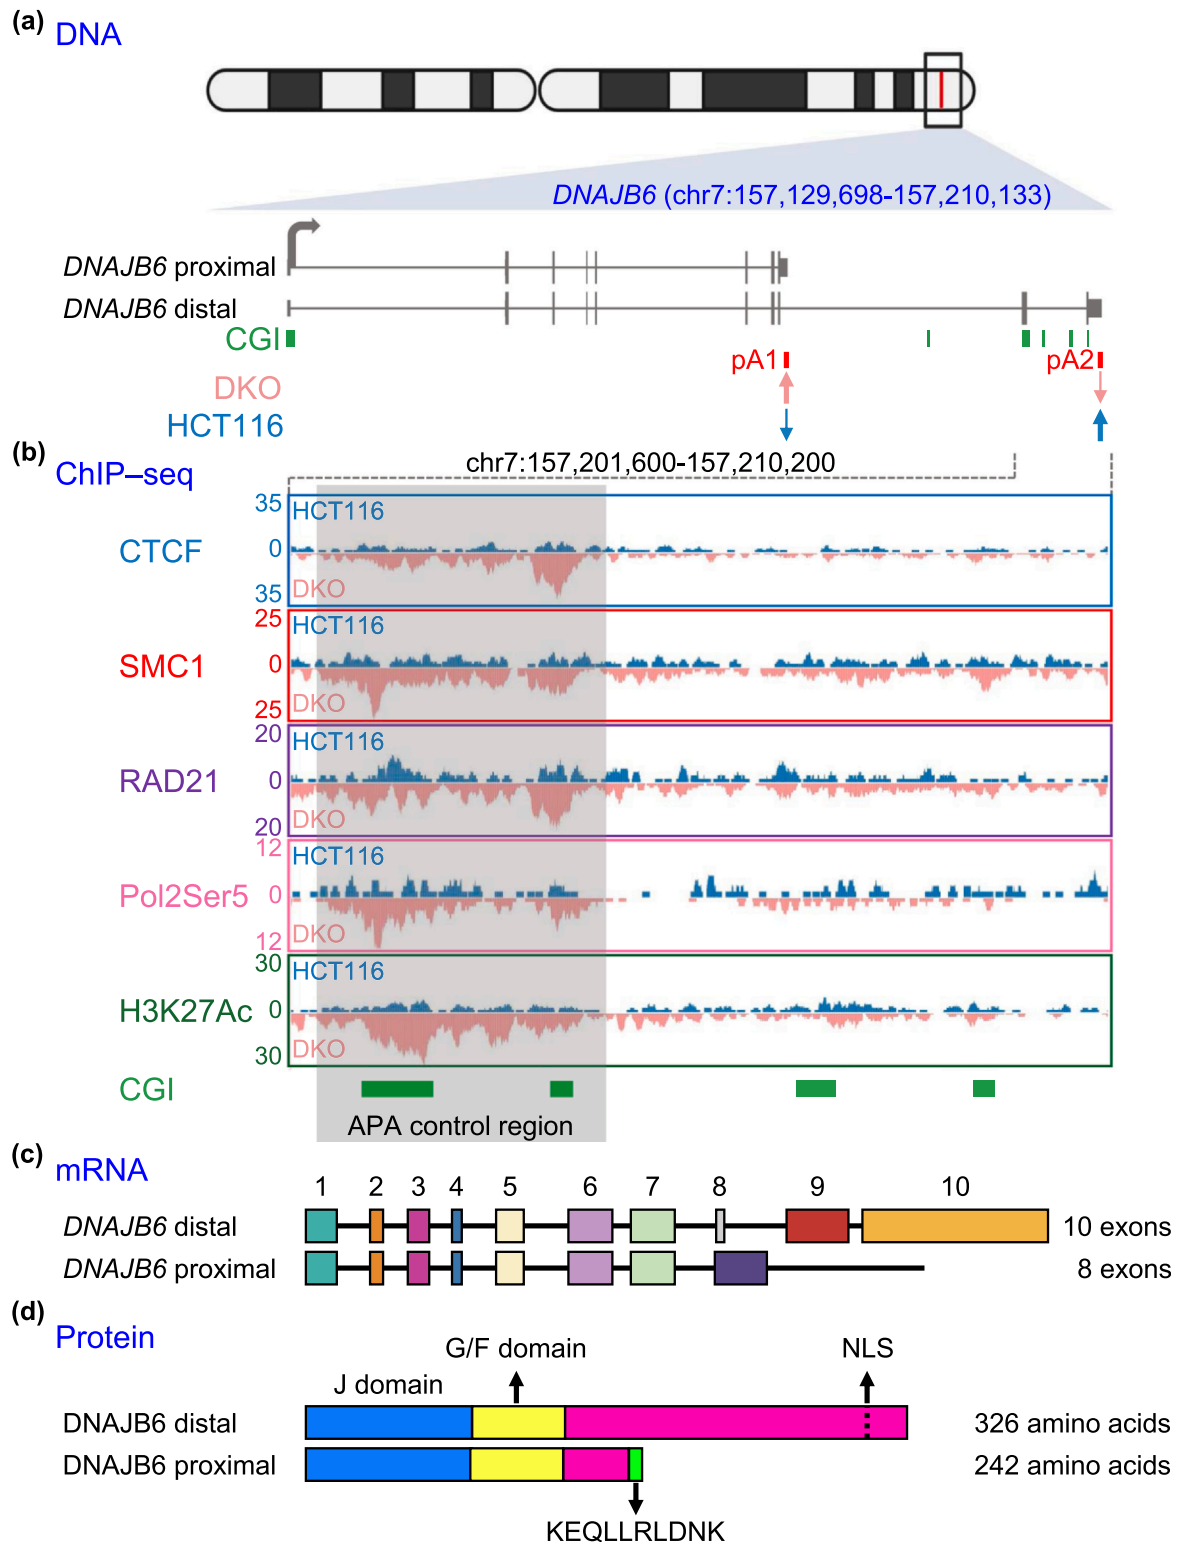 (a) DNA
DNAJB6 (chr7:157,129,698-157,210,133)
DNAJB6 proximal
DNAJB6 distal
CGI
pA1 pA2
DKO
HCT116
(b) ChIP–seq
chr7:157,201,600-157,210,200
35
HCT116
CTCF 0
DKO
35
25
HCT116
SMC1 0
DKO
25
20
HCT116
RAD21 0
DKO
20
12
HCT116
Pol2Ser5 0
DKO
12
30
HCT116
H3K27Ac 0
DKO
30
CGI
APA control region
(c) mRNA
1 2 3 4 5 6 7 8 9 10
DNAJB6 distal 10 exons
DNAJB6 proximal 8 exons
(d) Protein
G/F domain NLS
J domain
DNAJB6 distal 326 amino acids
DNAJB6 proximal 242 amino acids
KEQLLRLDNK